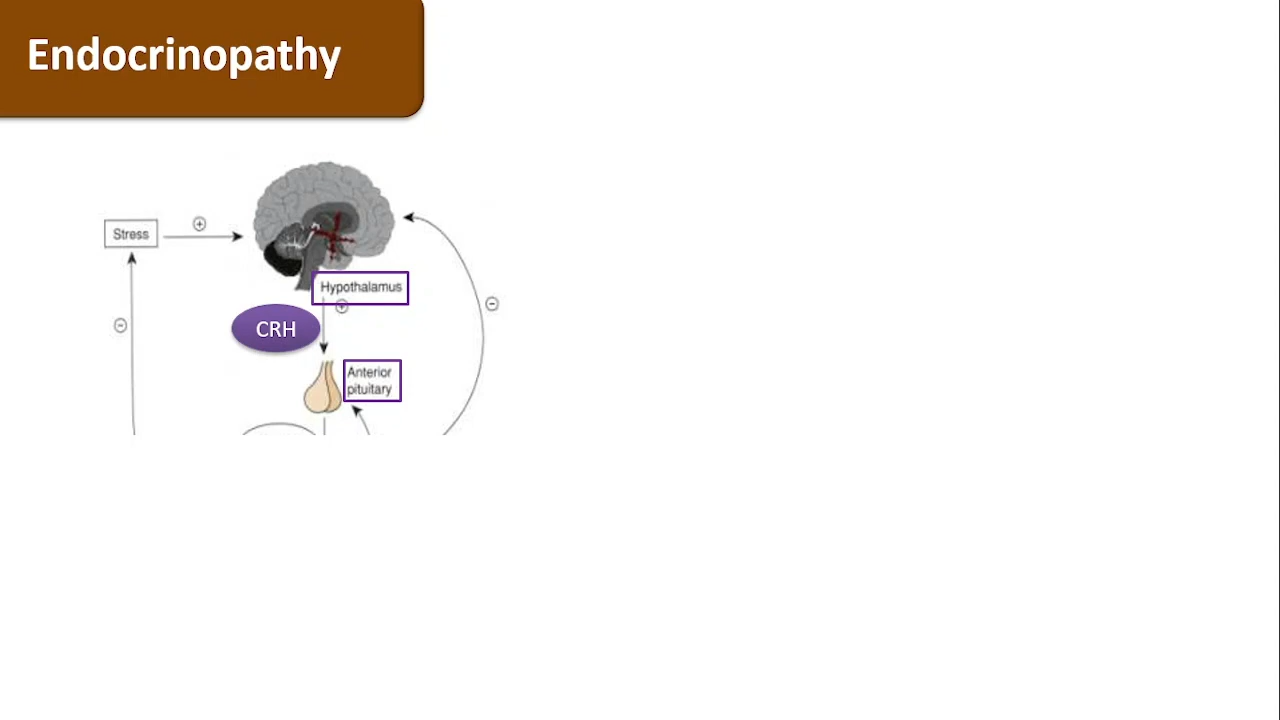 Endocrinopathy
Stress
+
Hypothalamus
+
−
−
CRH
Anterior
pituitary